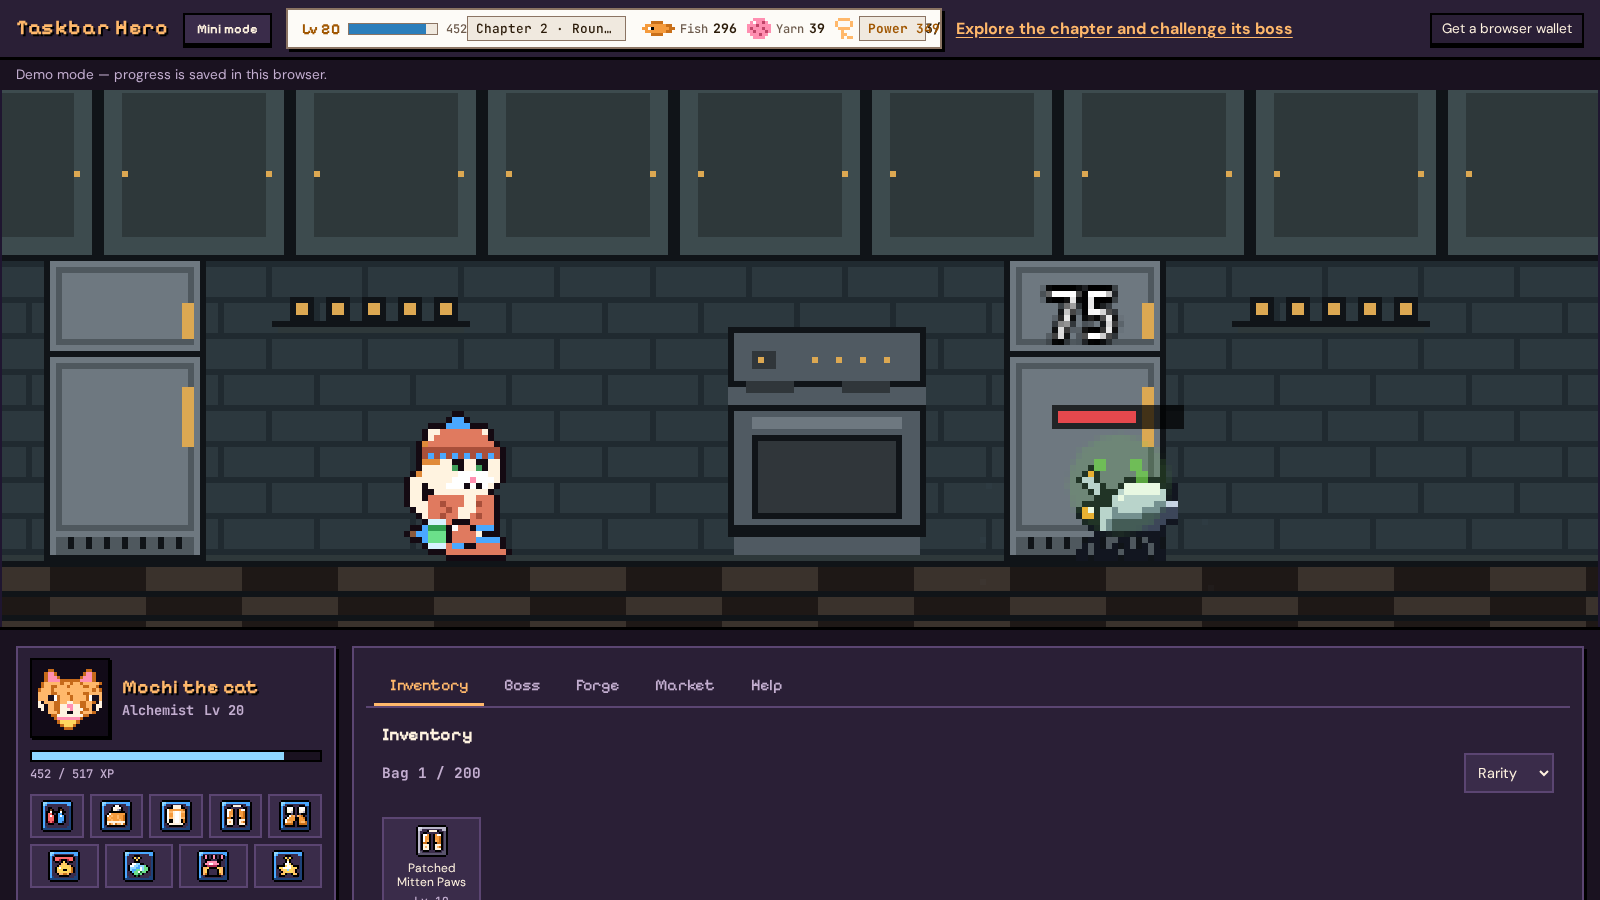 Taskbar Hero
Mini mode
Lv 20
452
Chapter 2 · Roun…
Fish 296
Yarn 39
Power
Explore the chapter and challenge its boss
Get a browser wallet
Demo mode — progress is saved in this browser.
75
Mochi the cat
Alchemist Lv 20
452 / 517 XP
Inventory
Boss
Forge
Market
Help
Inventory
Bag 1 / 200
Rarity
Patched
Mitten Paws